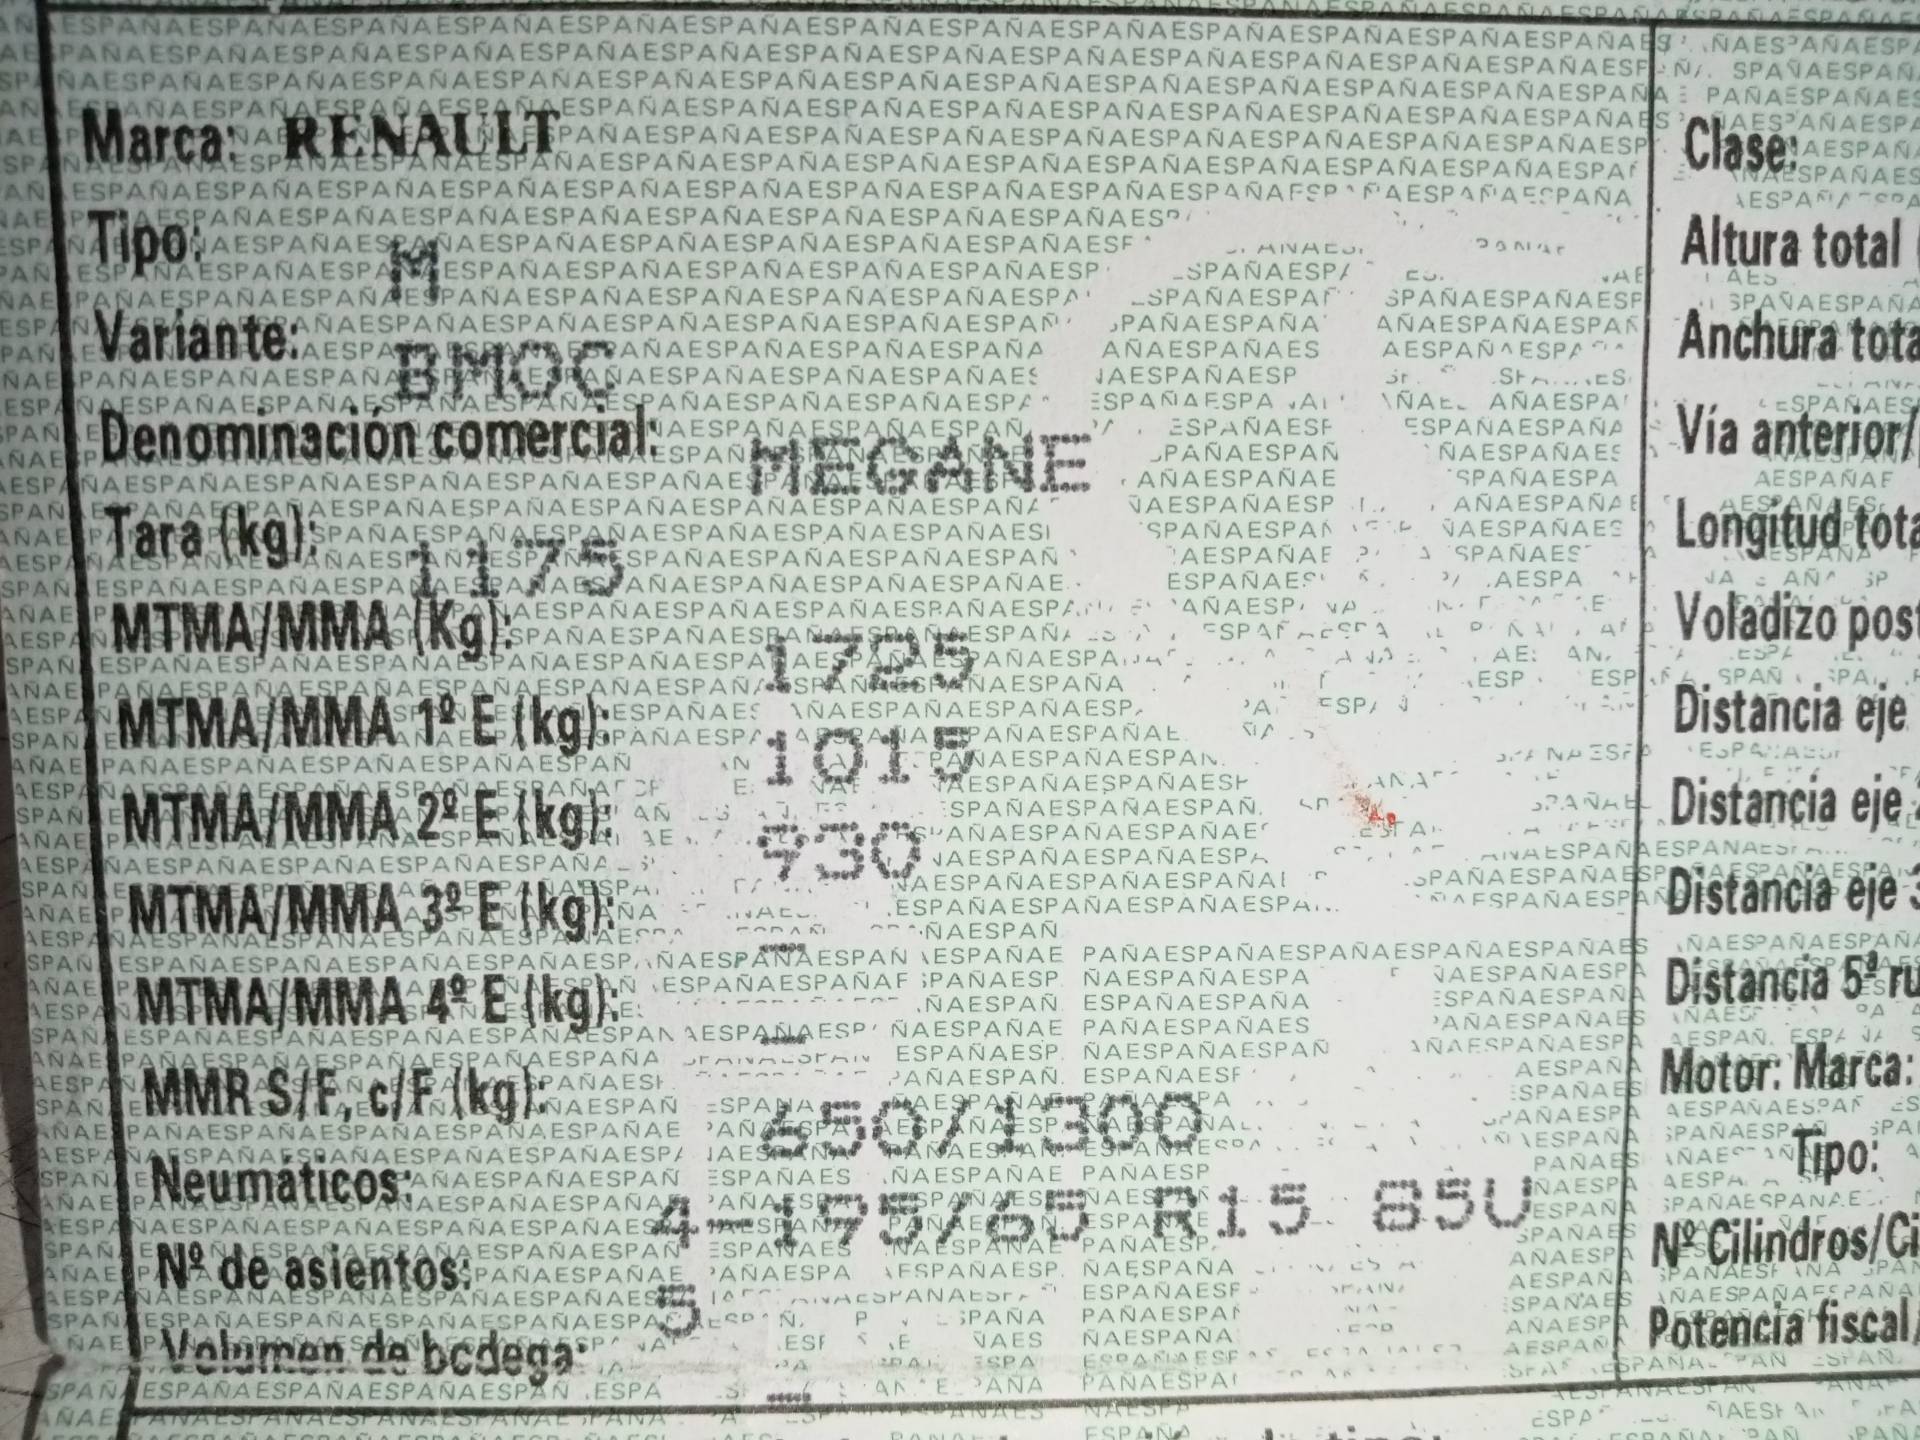 Marca: RENAULT
Tipo: M
Variante: BMOC
Denominación comercial: MEGANE
Tara (kg): 1175
MTMA/MMA (Kg): 1725
MTMA/MMA 1º E (kg): 1015
MTMA/MMA 2º E (kg): 930
MTMA/MMA 3º E (kg): —
MTMA/MMA 4º E (kg): —
MMR S/F, c/F (kg): 650/1300
Neumáticos: 4-195/65 R15 85U
Nº de asientos: 5
Volumen de bodega: —
Clase:
Altura total (
Anchura tota
Vía anterior/
Longitud tota
Voladizo post
Distancia eje
Distancia eje
Distancia eje 3
Distancia 5ª ru
Motor: Marca:
Tipo:
Nº Cilindros/Ci
Potencia fiscal/